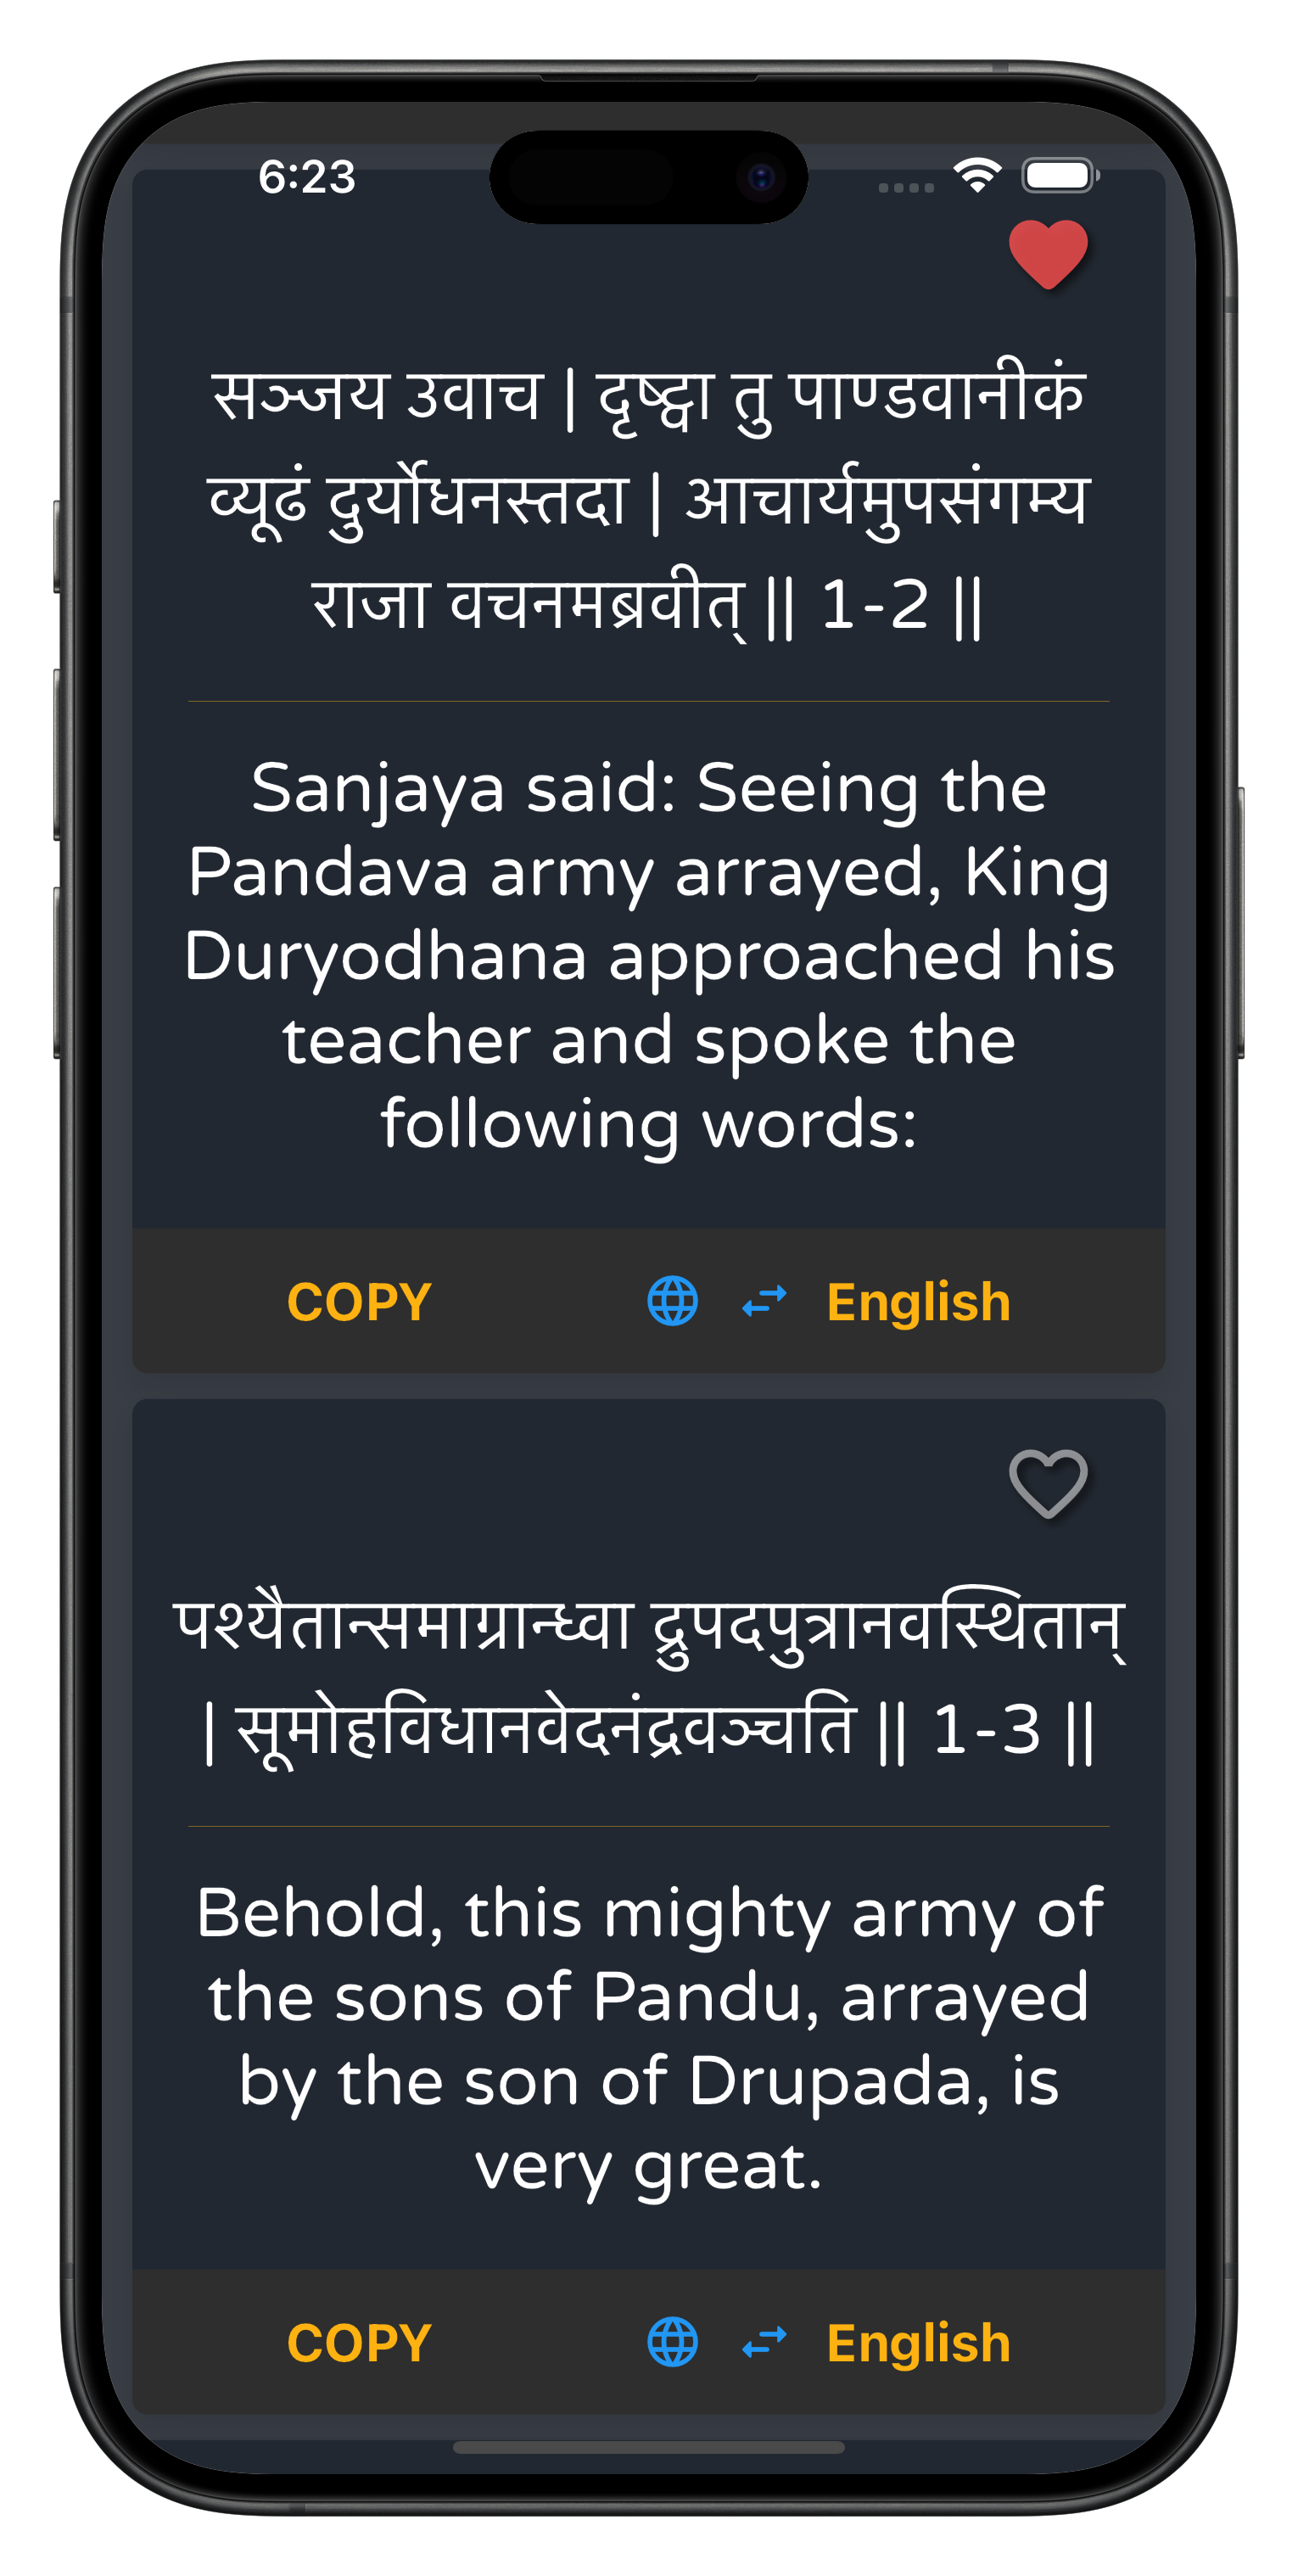 6:23
सञ्जय उवाच | दृष्ट्वा तु पाण्डवानीकं
व्यूढं दुर्योधनस्तदा | आचार्यमुपसंगम्य
राजा वचनमब्रवीत् || 1-2 ||
Sanjaya said: Seeing the
Pandava army arrayed, King
Duryodhana approached his
teacher and spoke the
following words:
COPY English
पश्यैतान्समाग्रान्ध्वा द्रुपदपुत्रानवस्थितान्
| सूमोहविधानवेदनंद्रवञ्चति || 1-3 ||
Behold, this mighty army of
the sons of Pandu, arrayed
by the son of Drupada, is
very great.
COPY English